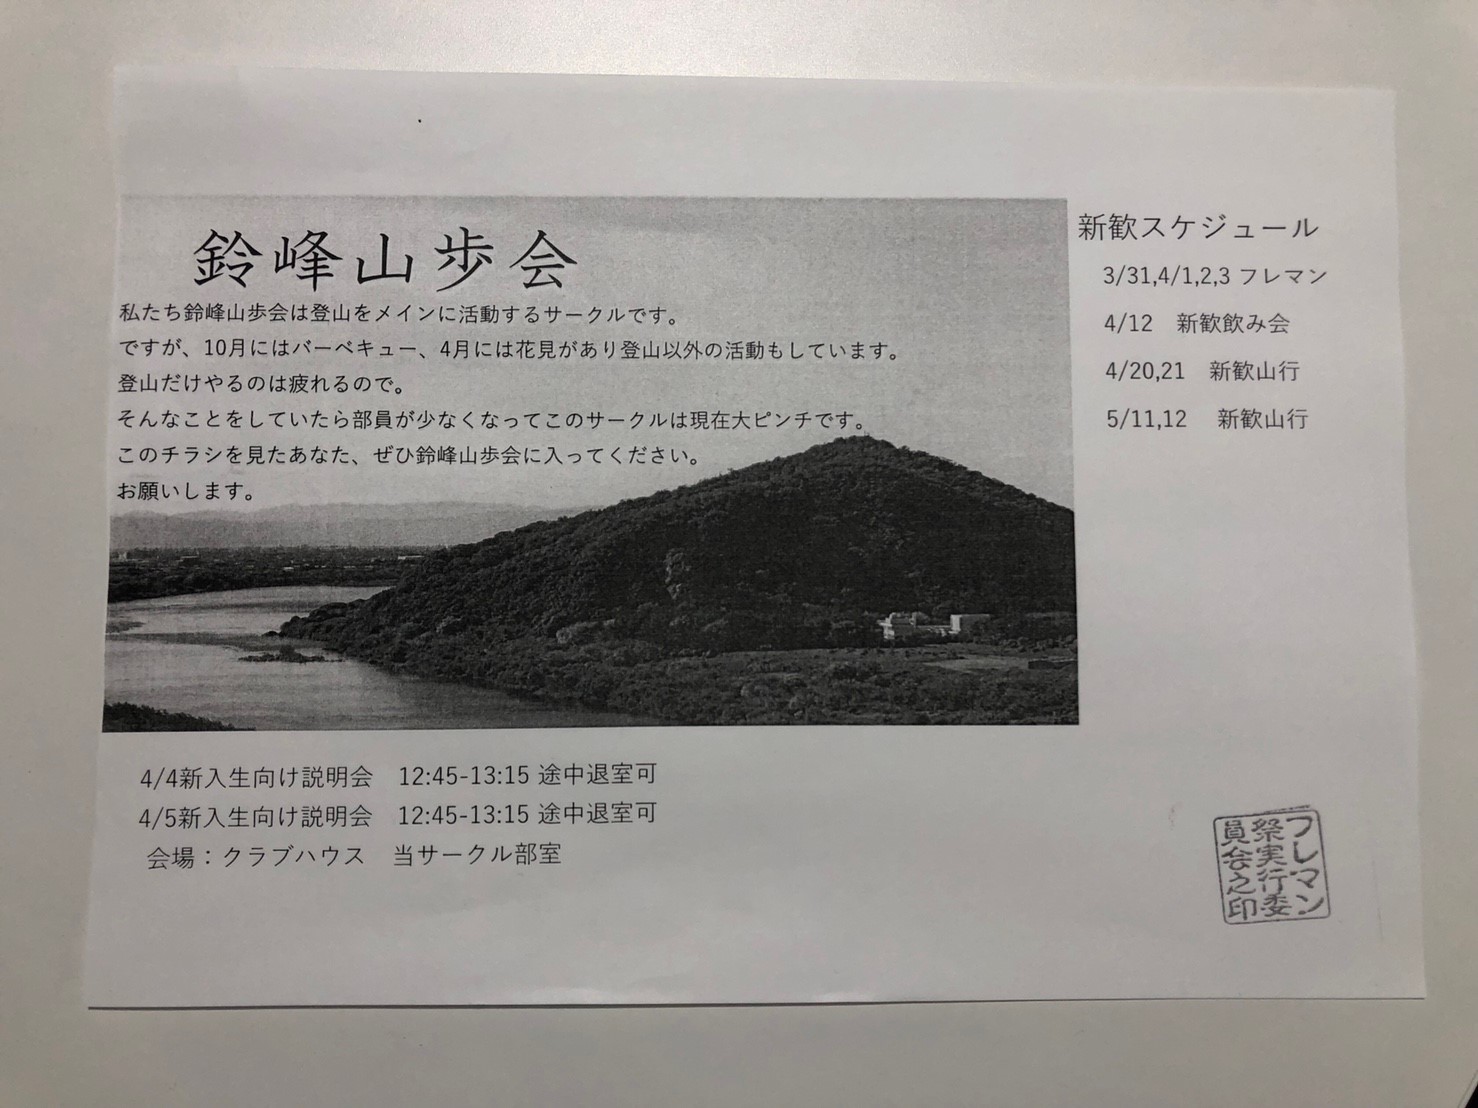 鈴峰山歩会
私たち鈴峰山歩会は登山をメインに活動するサークルです。
ですが、10月にはバーベキュー、4月には花見があり登山以外の活動もしています。
登山だけやるのは疲れるので。
そんなことをしていたら部員が少なくなってこのサークルは現在大ピンチです。
このチラシを見たあなた、ぜひ鈴峰山歩会に入ってください。
お願いします。
新歓スケジュール
3/31,4/1,2,3 フレマン
4/12　新歓飲み会
4/20,21　新歓山行
5/11,12　新歓山行
4/4新入生向け説明会　12:45-13:15 途中退室可
4/5新入生向け説明会　12:45-13:15 途中退室可
会場：クラブハウス　当サークル部室
フレマン
祭実行委
員会之印